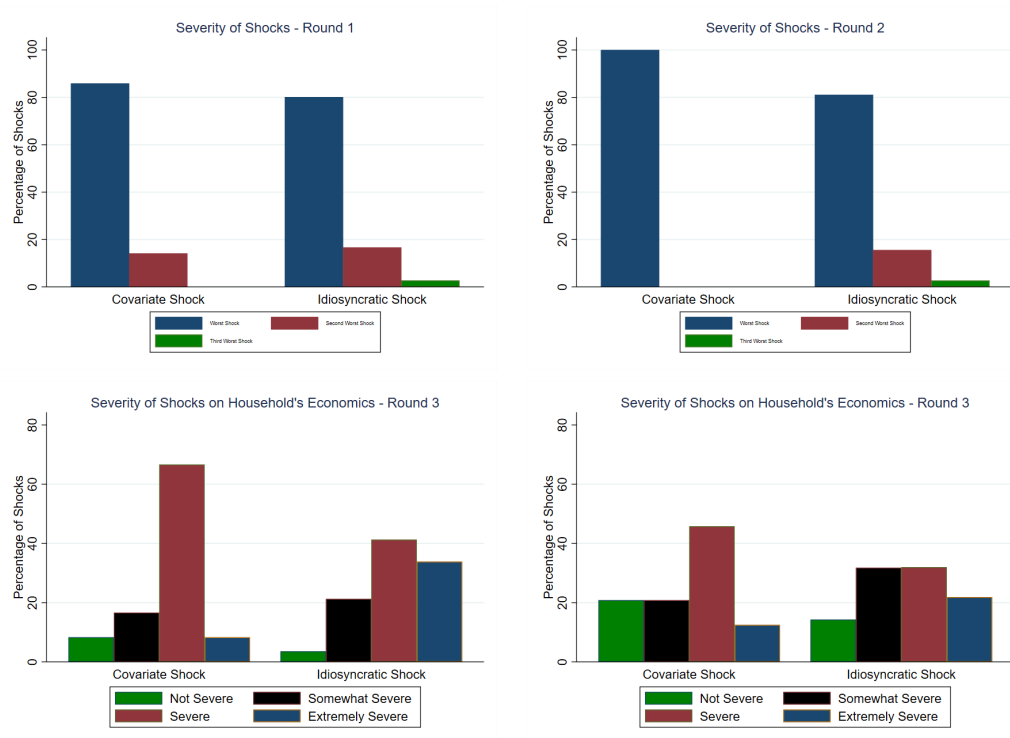 Severity of Shocks - Round 1
Percentage of Shocks
0 20 40 60 80 100
Covariate Shock Idiosyncratic Shock
Worst Shock Second Worst Shock
Third Worst Shock
Severity of Shocks - Round 2
Percentage of Shocks
0 20 40 60 80 100
Covariate Shock Idiosyncratic Shock
Worst Shock Second Worst Shock
Third Worst Shock
Severity of Shocks on Household's Economics - Round 3
Percentage of Shocks
0 20 40 60 80
Covariate Shock Idiosyncratic Shock
Not Severe Somewhat Severe
Severe Extremely Severe
Severity of Shocks on Household's Economics - Round 3
Percentage of Shocks
0 20 40 60 80
Covariate Shock Idiosyncratic Shock
Not Severe Somewhat Severe
Severe Extremely Severe